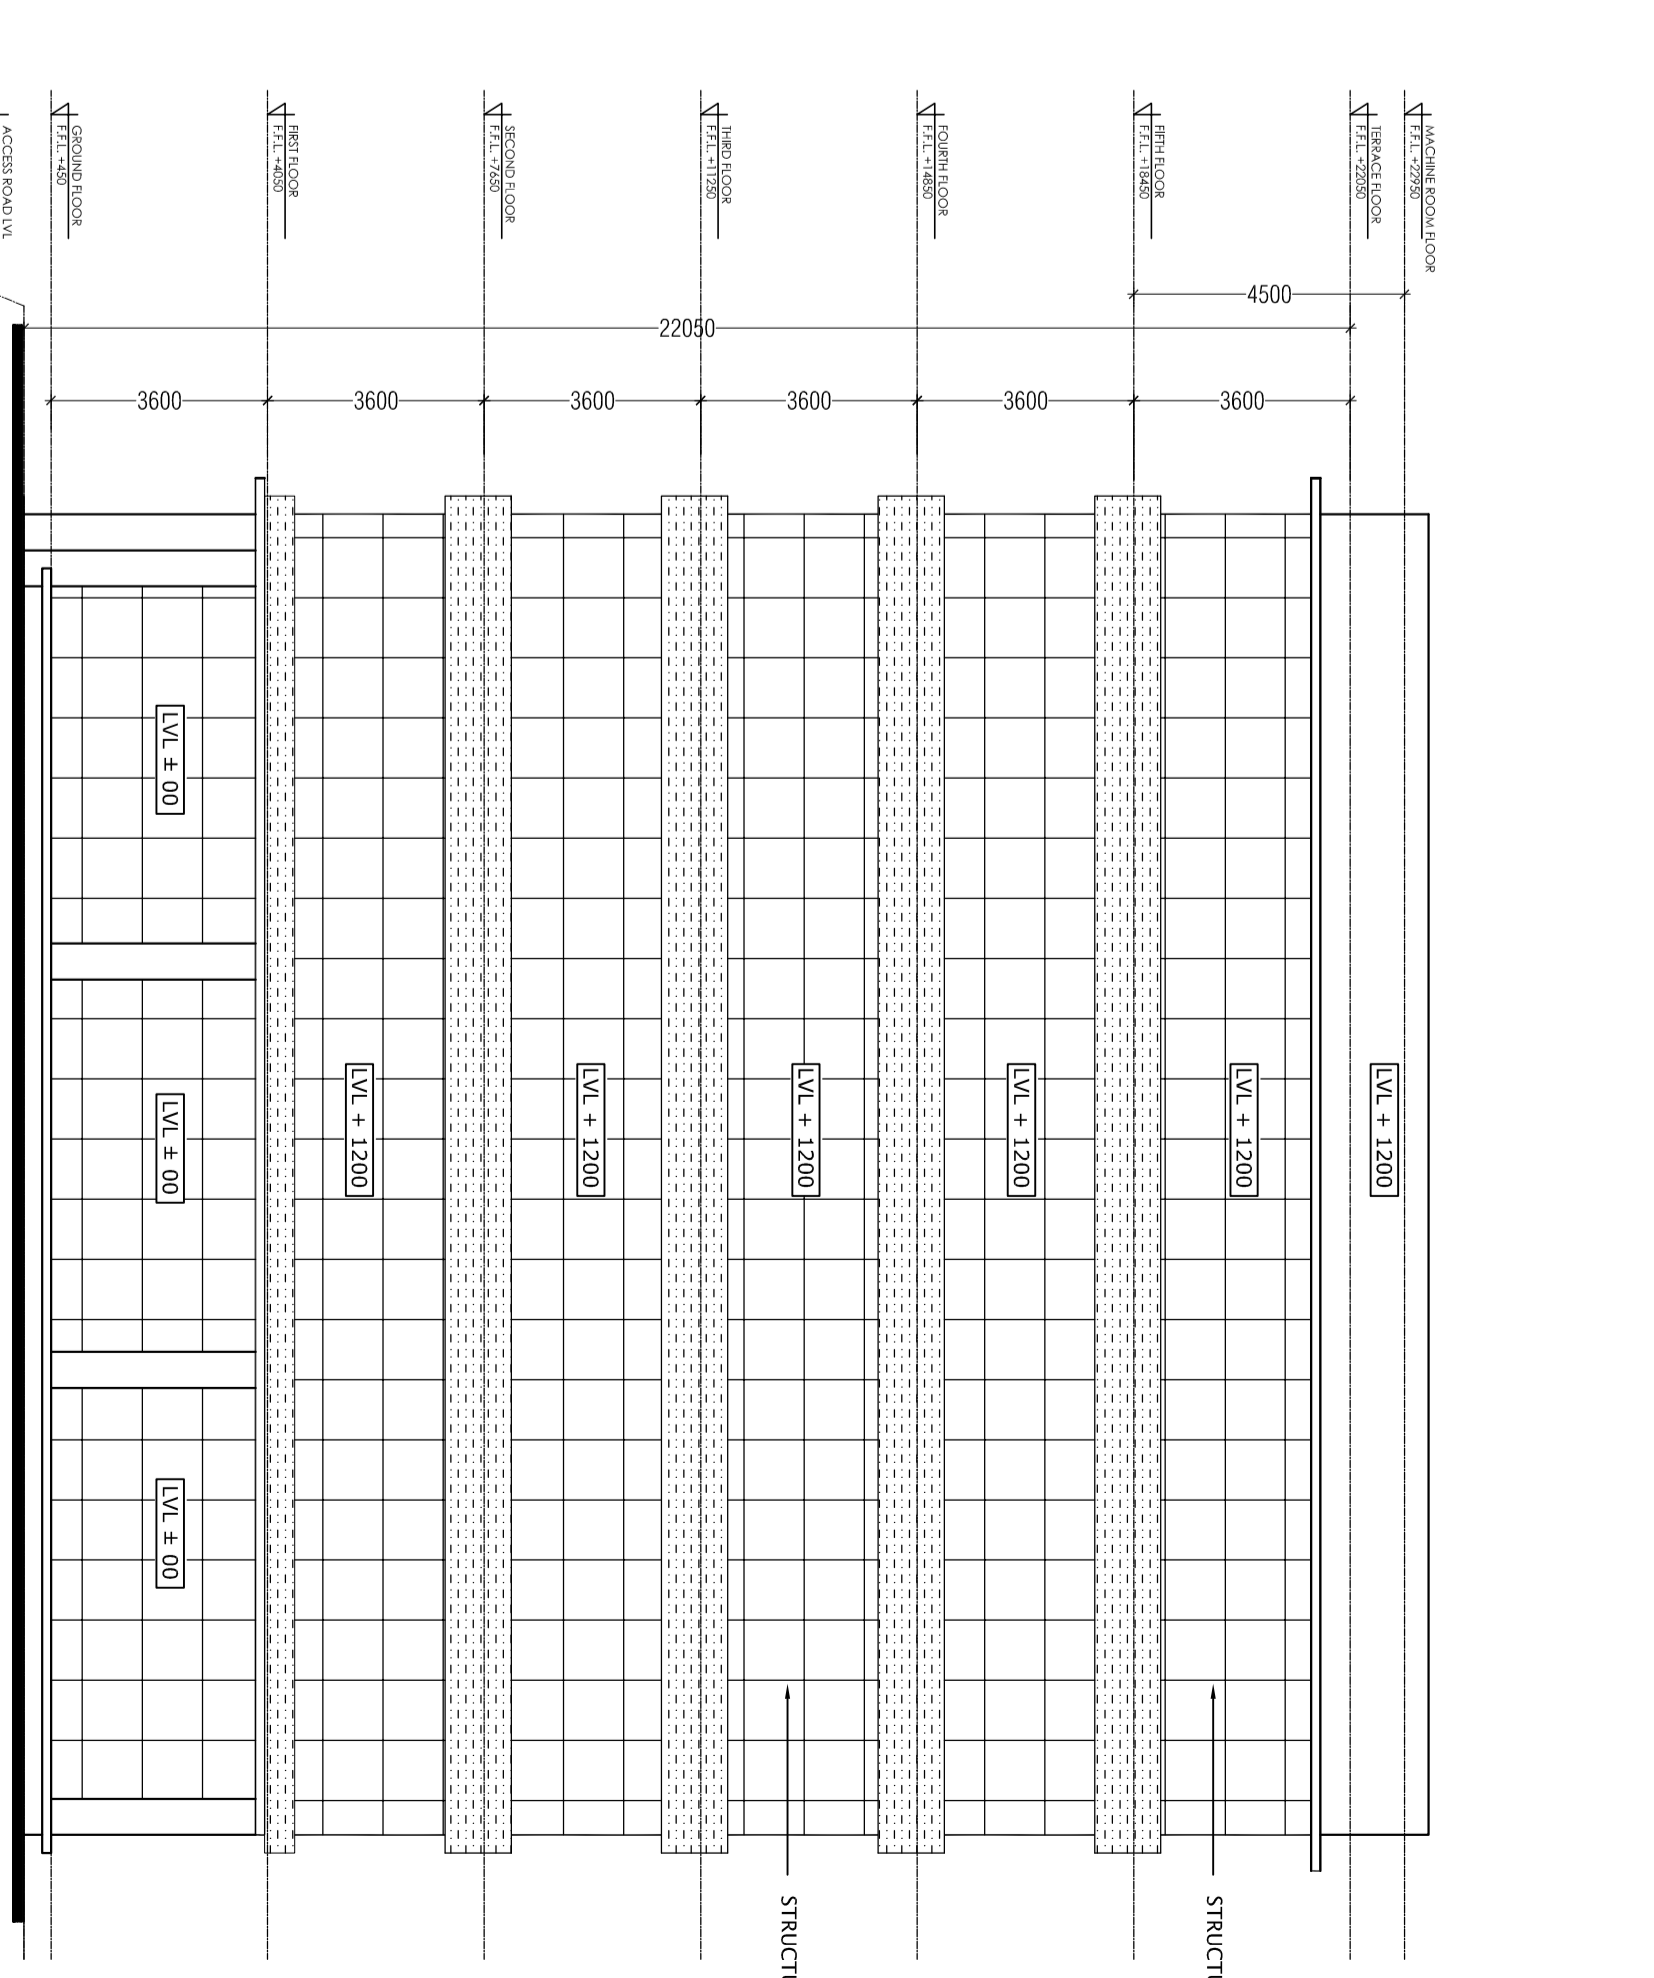 MACHINE ROOM FLOOR
F.F.L. +22950
TERRACE FLOOR
F.F.L. +22050
FIFTH FLOOR
F.F.L. +18450
FOURTH FLOOR
F.F.L. +14850
THIRD FLOOR
F.F.L. +11250
SECOND FLOOR
F.F.L. +7650
FIRST FLOOR
F.F.L. +4050
GROUND FLOOR
F.F.L. +450
ACCESS ROAD LVL
4500
22050
3600
3600
3600
3600
3600
3600
LVL + 1200
LVL + 1200
LVL + 1200
LVL + 1200
LVL + 1200
LVL + 1200
LVL ± 00
LVL ± 00
LVL ± 00